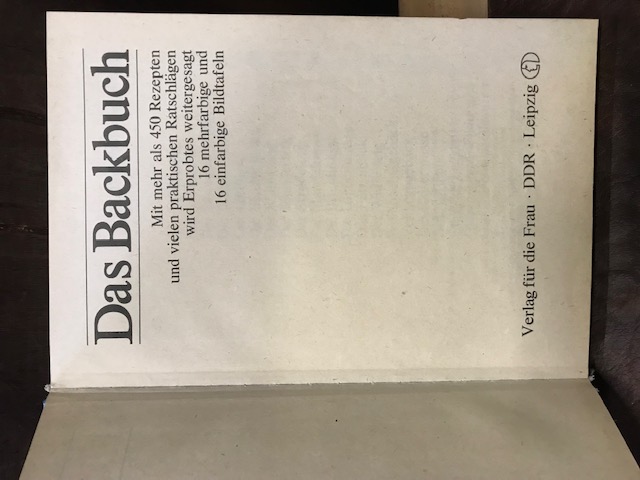 Das Backbuch
Mit mehr als 450 Rezepten
und vielen praktischen Ratschlägen
wird Erprobtes weitergesagt
16 mehrfarbige und
16 einfarbige Bildtafeln
Verlag für die Frau · DDR · Leipzig